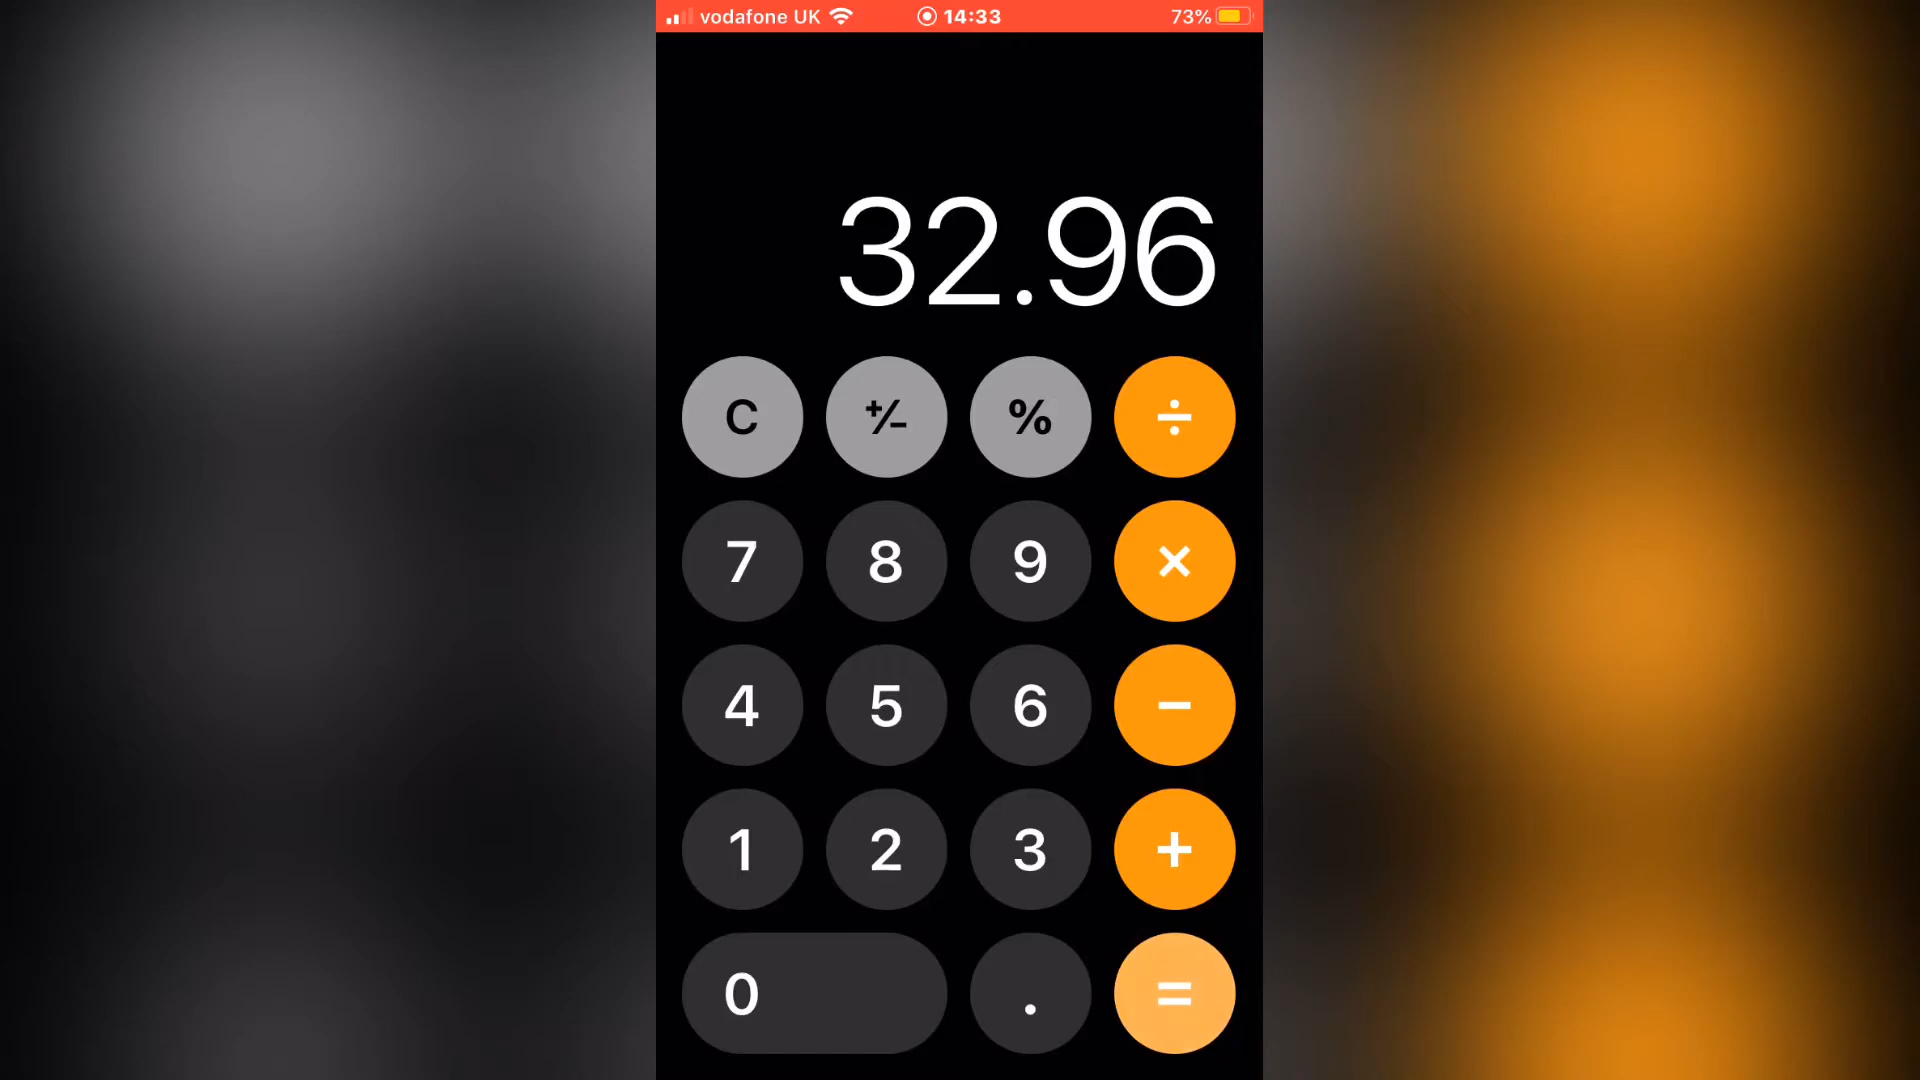 vodafone UK 14:33 73%
32.96
C +/- % ÷
7 8 9 ×
4 5 6 −
1 2 3 +
0 . =